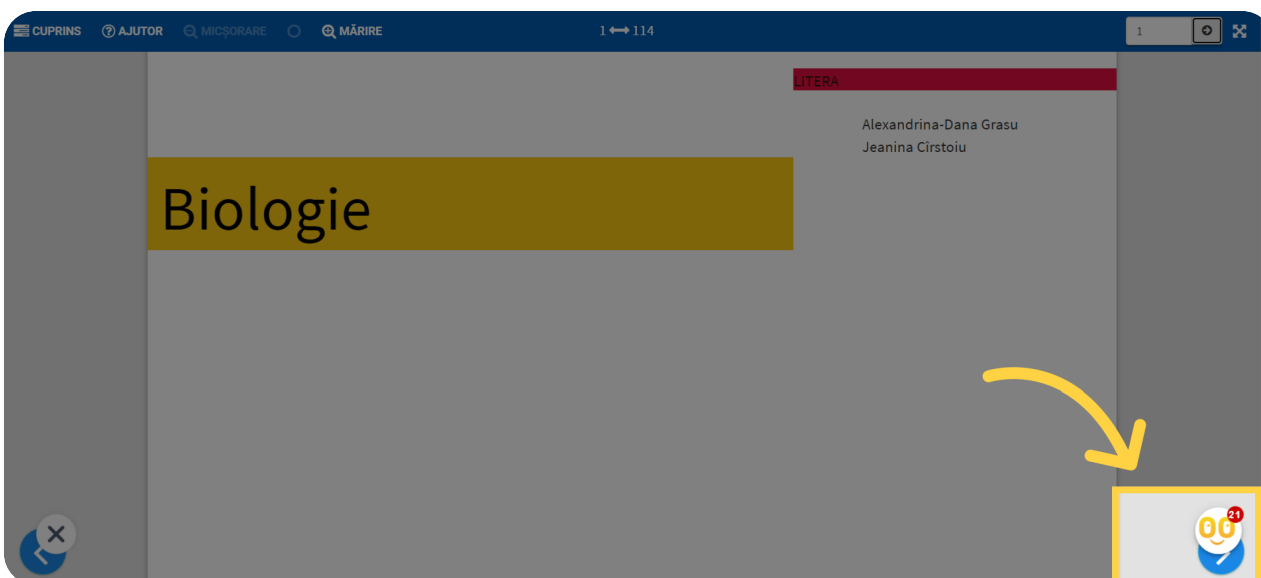 CUPRINS AJUTOR MICȘORARE MĂRIRE 1 ↔ 114 1
LITERA
Alexandrina-Dana Grasu
Jeanina Cîrstoiu
Biologie
21